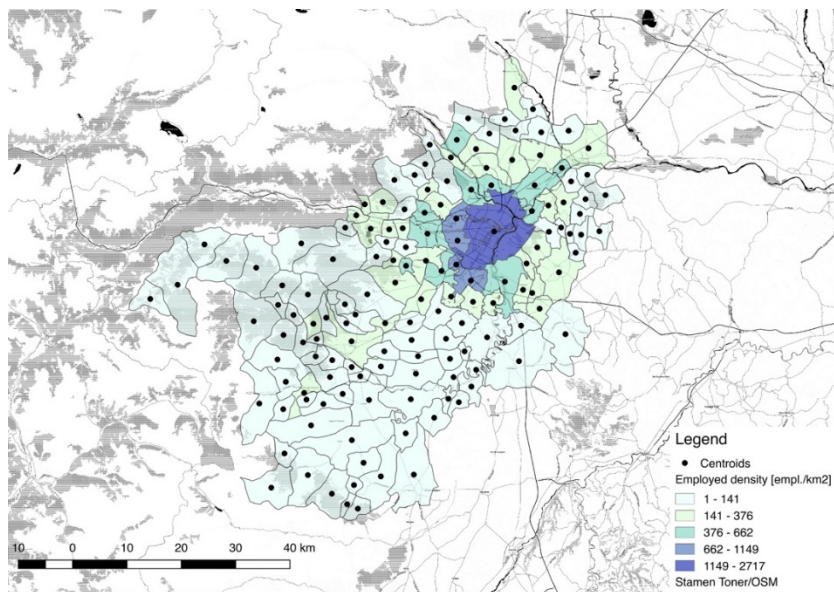 Legend
Centroids
Employed density [empl./km2]
1 - 141
141 - 376
376 - 662
662 - 1149
1149 - 2717
Stamen Toner/OSM
10 0 10 20 30 40 km